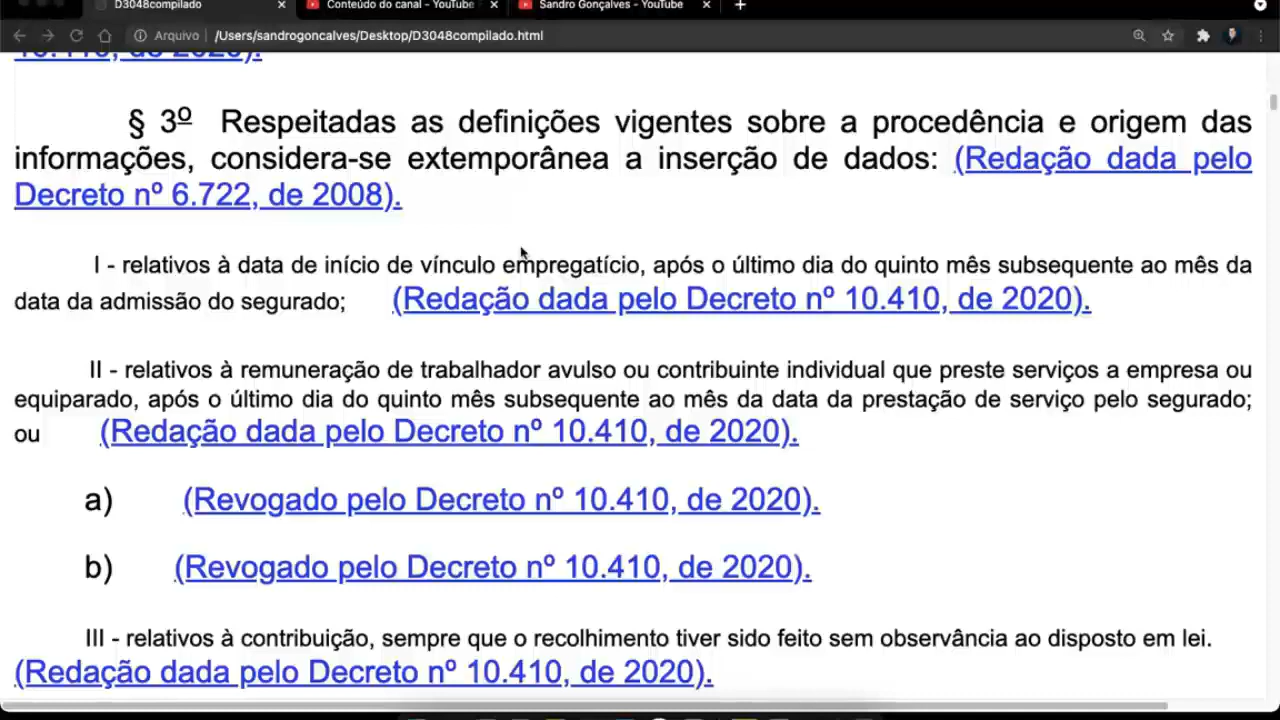 D3048compilado
Conteúdo do canal - YouTube
Sandro Gonçalves - YouTube
Arquivo | /Users/sandrogoncalves/Desktop/D3048compilado.html
10.410, de 2020).
§ 3º Respeitadas as definições vigentes sobre a procedência e origem das
informações, considera-se extemporânea a inserção de dados: (Redação dada pelo
Decreto nº 6.722, de 2008).
I - relativos à data de início de vínculo empregatício, após o último dia do quinto mês subsequente ao mês da
data da admissão do segurado; (Redação dada pelo Decreto nº 10.410, de 2020).
II - relativos à remuneração de trabalhador avulso ou contribuinte individual que preste serviços a empresa ou
equiparado, após o último dia do quinto mês subsequente ao mês da data da prestação de serviço pelo segurado;
ou (Redação dada pelo Decreto nº 10.410, de 2020).
a) (Revogado pelo Decreto nº 10.410, de 2020).
b) (Revogado pelo Decreto nº 10.410, de 2020).
III - relativos à contribuição, sempre que o recolhimento tiver sido feito sem observância ao disposto em lei.
(Redação dada pelo Decreto nº 10.410, de 2020).